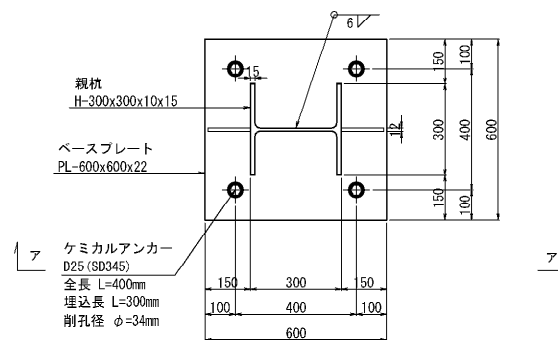 6
15
親杭
H-300x300x10x15
ベースプレート
PL-600x600x22
12
150
300
150
100
400
100
600
ア
ケミカルアンカー
D25(SD345)
全長 L=400mm
埋込長 L=300mm
削孔径 φ=34mm
150
300
150
100
400
100
600
ア